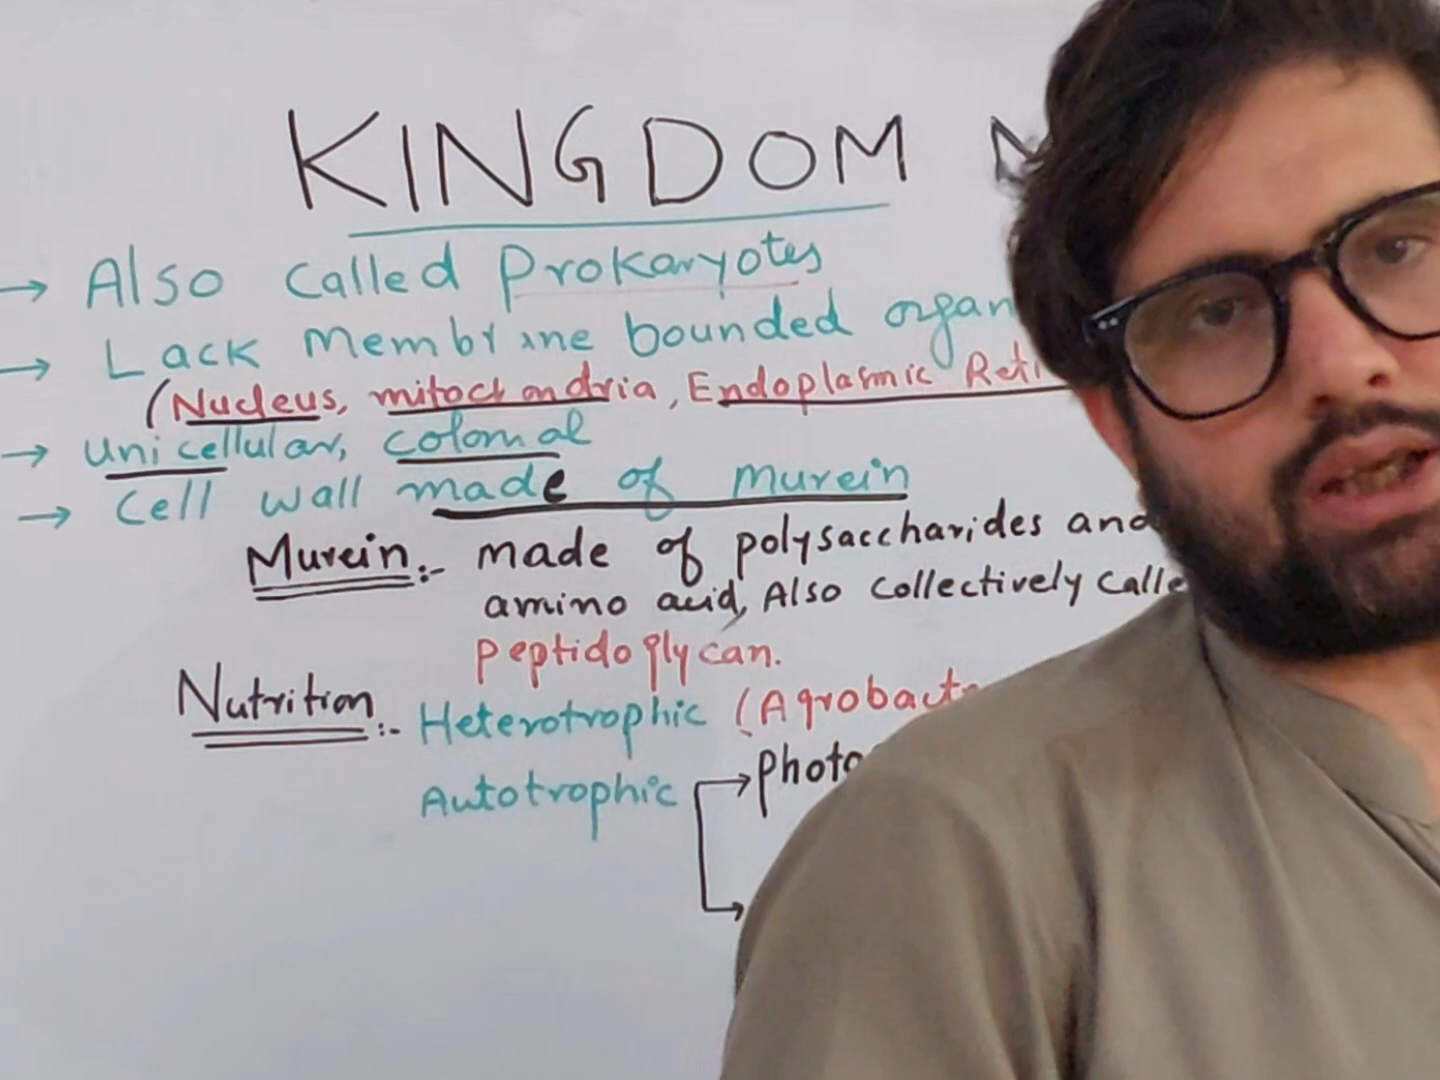 KINGDOM
→ Also called prokaryotes
→ Lack membrane bounded organ
(Nucleus, mitochondria, Endoplasmic Reti
→ unicellular, colonial
→ Cell wall made of murein
Murein:- made of polysaccharides and
amino acid, Also collectively calle
peptidoglycan.
Nutrition:- Heterotrophic (Agrobact
Autotrophic → photo